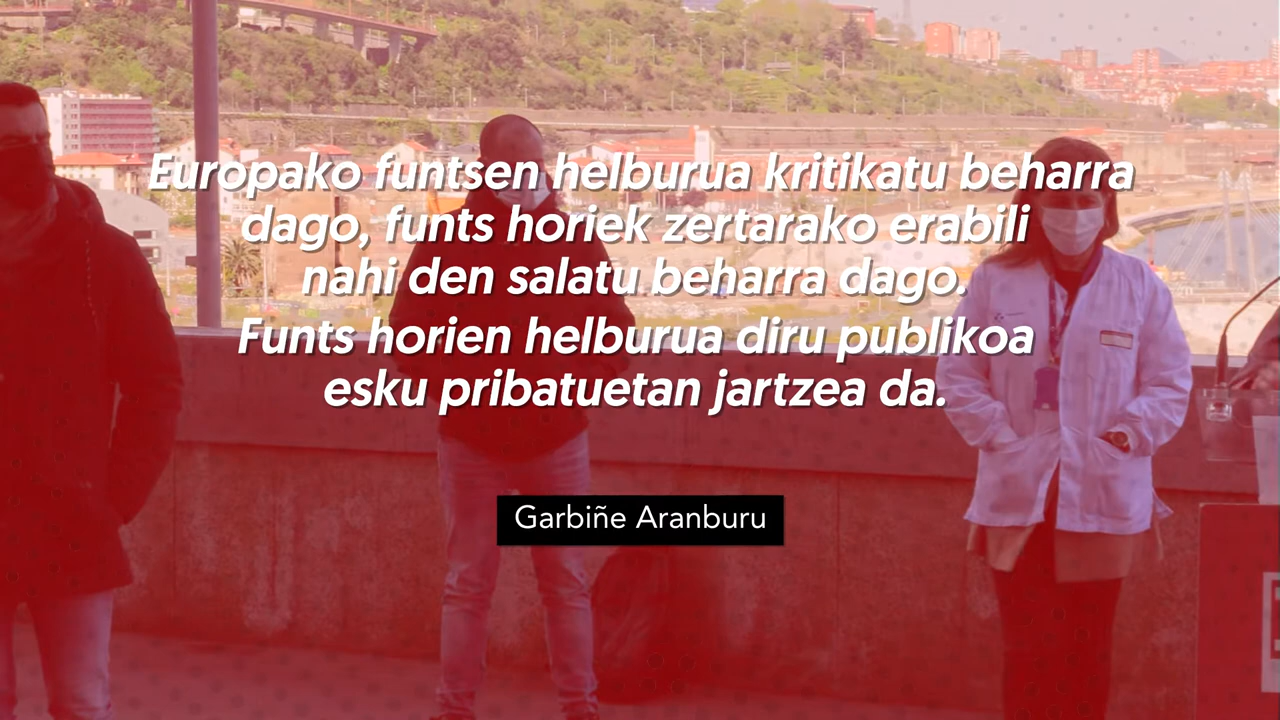 Europako funtsen helburua kritikatu beharra
dago, funts horiek zertarako erabili
nahi den salatu beharra dago.
Funts horien helburua diru publikoa
esku pribatuetan jartzea da.
Garbiñe Aranburu